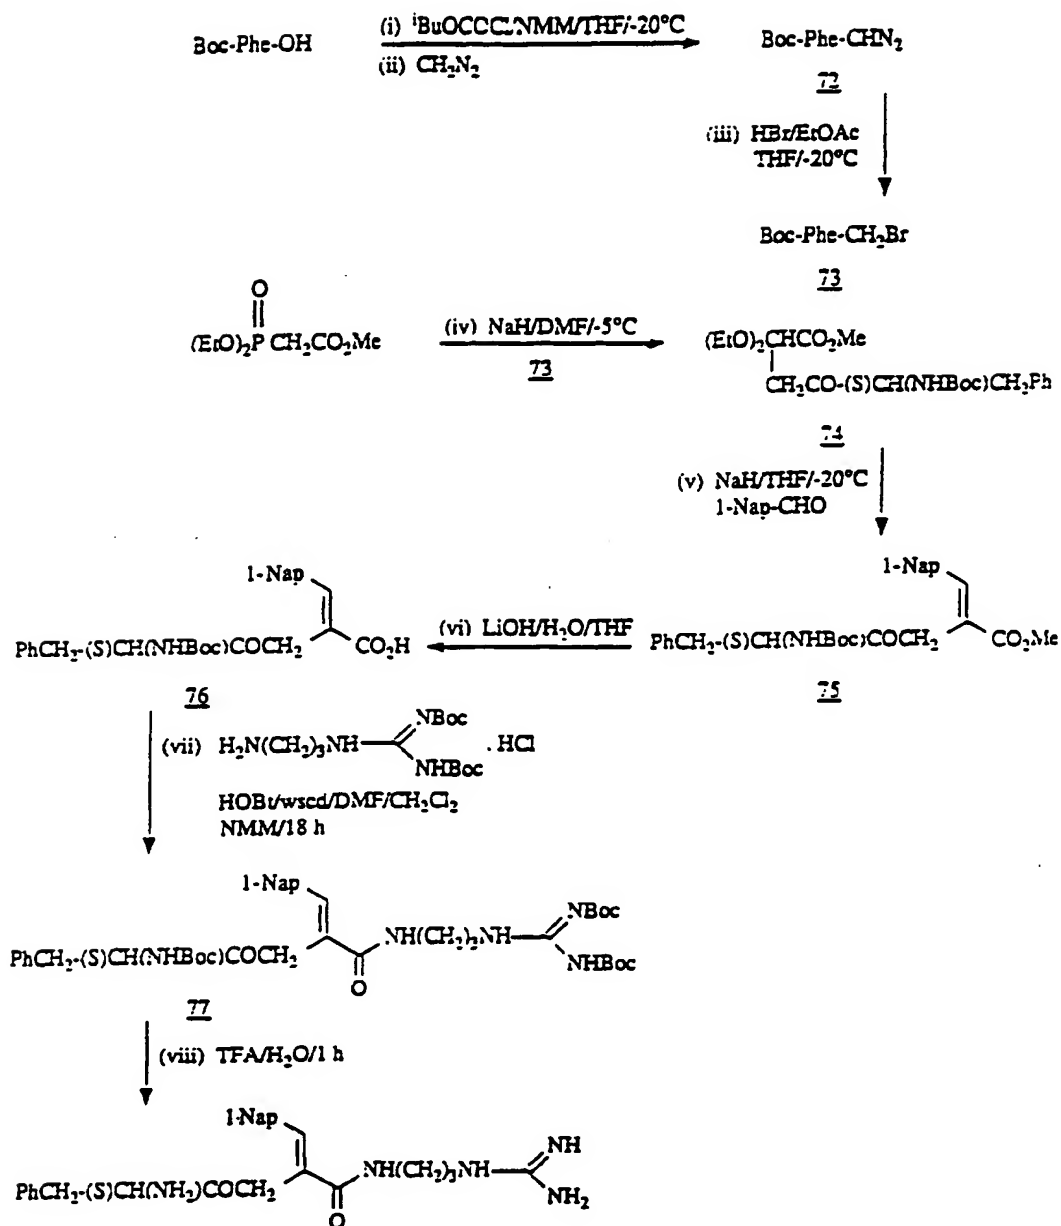 Boc-Phe-OH
(i) ⁱBuOCCCl/NMM/THF/-20°C
(ii) CH₂N₂
Boc-Phe-CHN₂
72
(iii) HBr/EtOAc
THF/-20°C
Boc-Phe-CH₂Br
73
O
(EtO)₂P CH₂CO₂Me
(iv) NaH/DMF/-5°C
73
(EtO)₂CHCO₂Me
CH₂CO-(S)CH(NHBoc)CH₂Ph
74
(v) NaH/THF/-20°C
1-Nap-CHO
1-Nap
PhCH₂-(S)CH(NHBoc)COCH₂
CO₂H
76
(vi) LiOH/H₂O/THF
1-Nap
PhCH₂-(S)CH(NHBoc)COCH₂
CO₂Me
75
(vii) H₂N(CH₂)₃NH
NBoc
NHBoc
. HCl
HOBt/wscd/DMF/CH₂Cl₂
NMM/18 h
1-Nap
PhCH₂-(S)CH(NHBoc)COCH₂
O
NH(CH₂)₃NH
NBoc
NHBoc
77
(viii) TFA/H₂O/1 h
1-Nap
PhCH₂-(S)CH(NH₂)COCH₂
O
NH(CH₂)₃NH
NH
NH₂